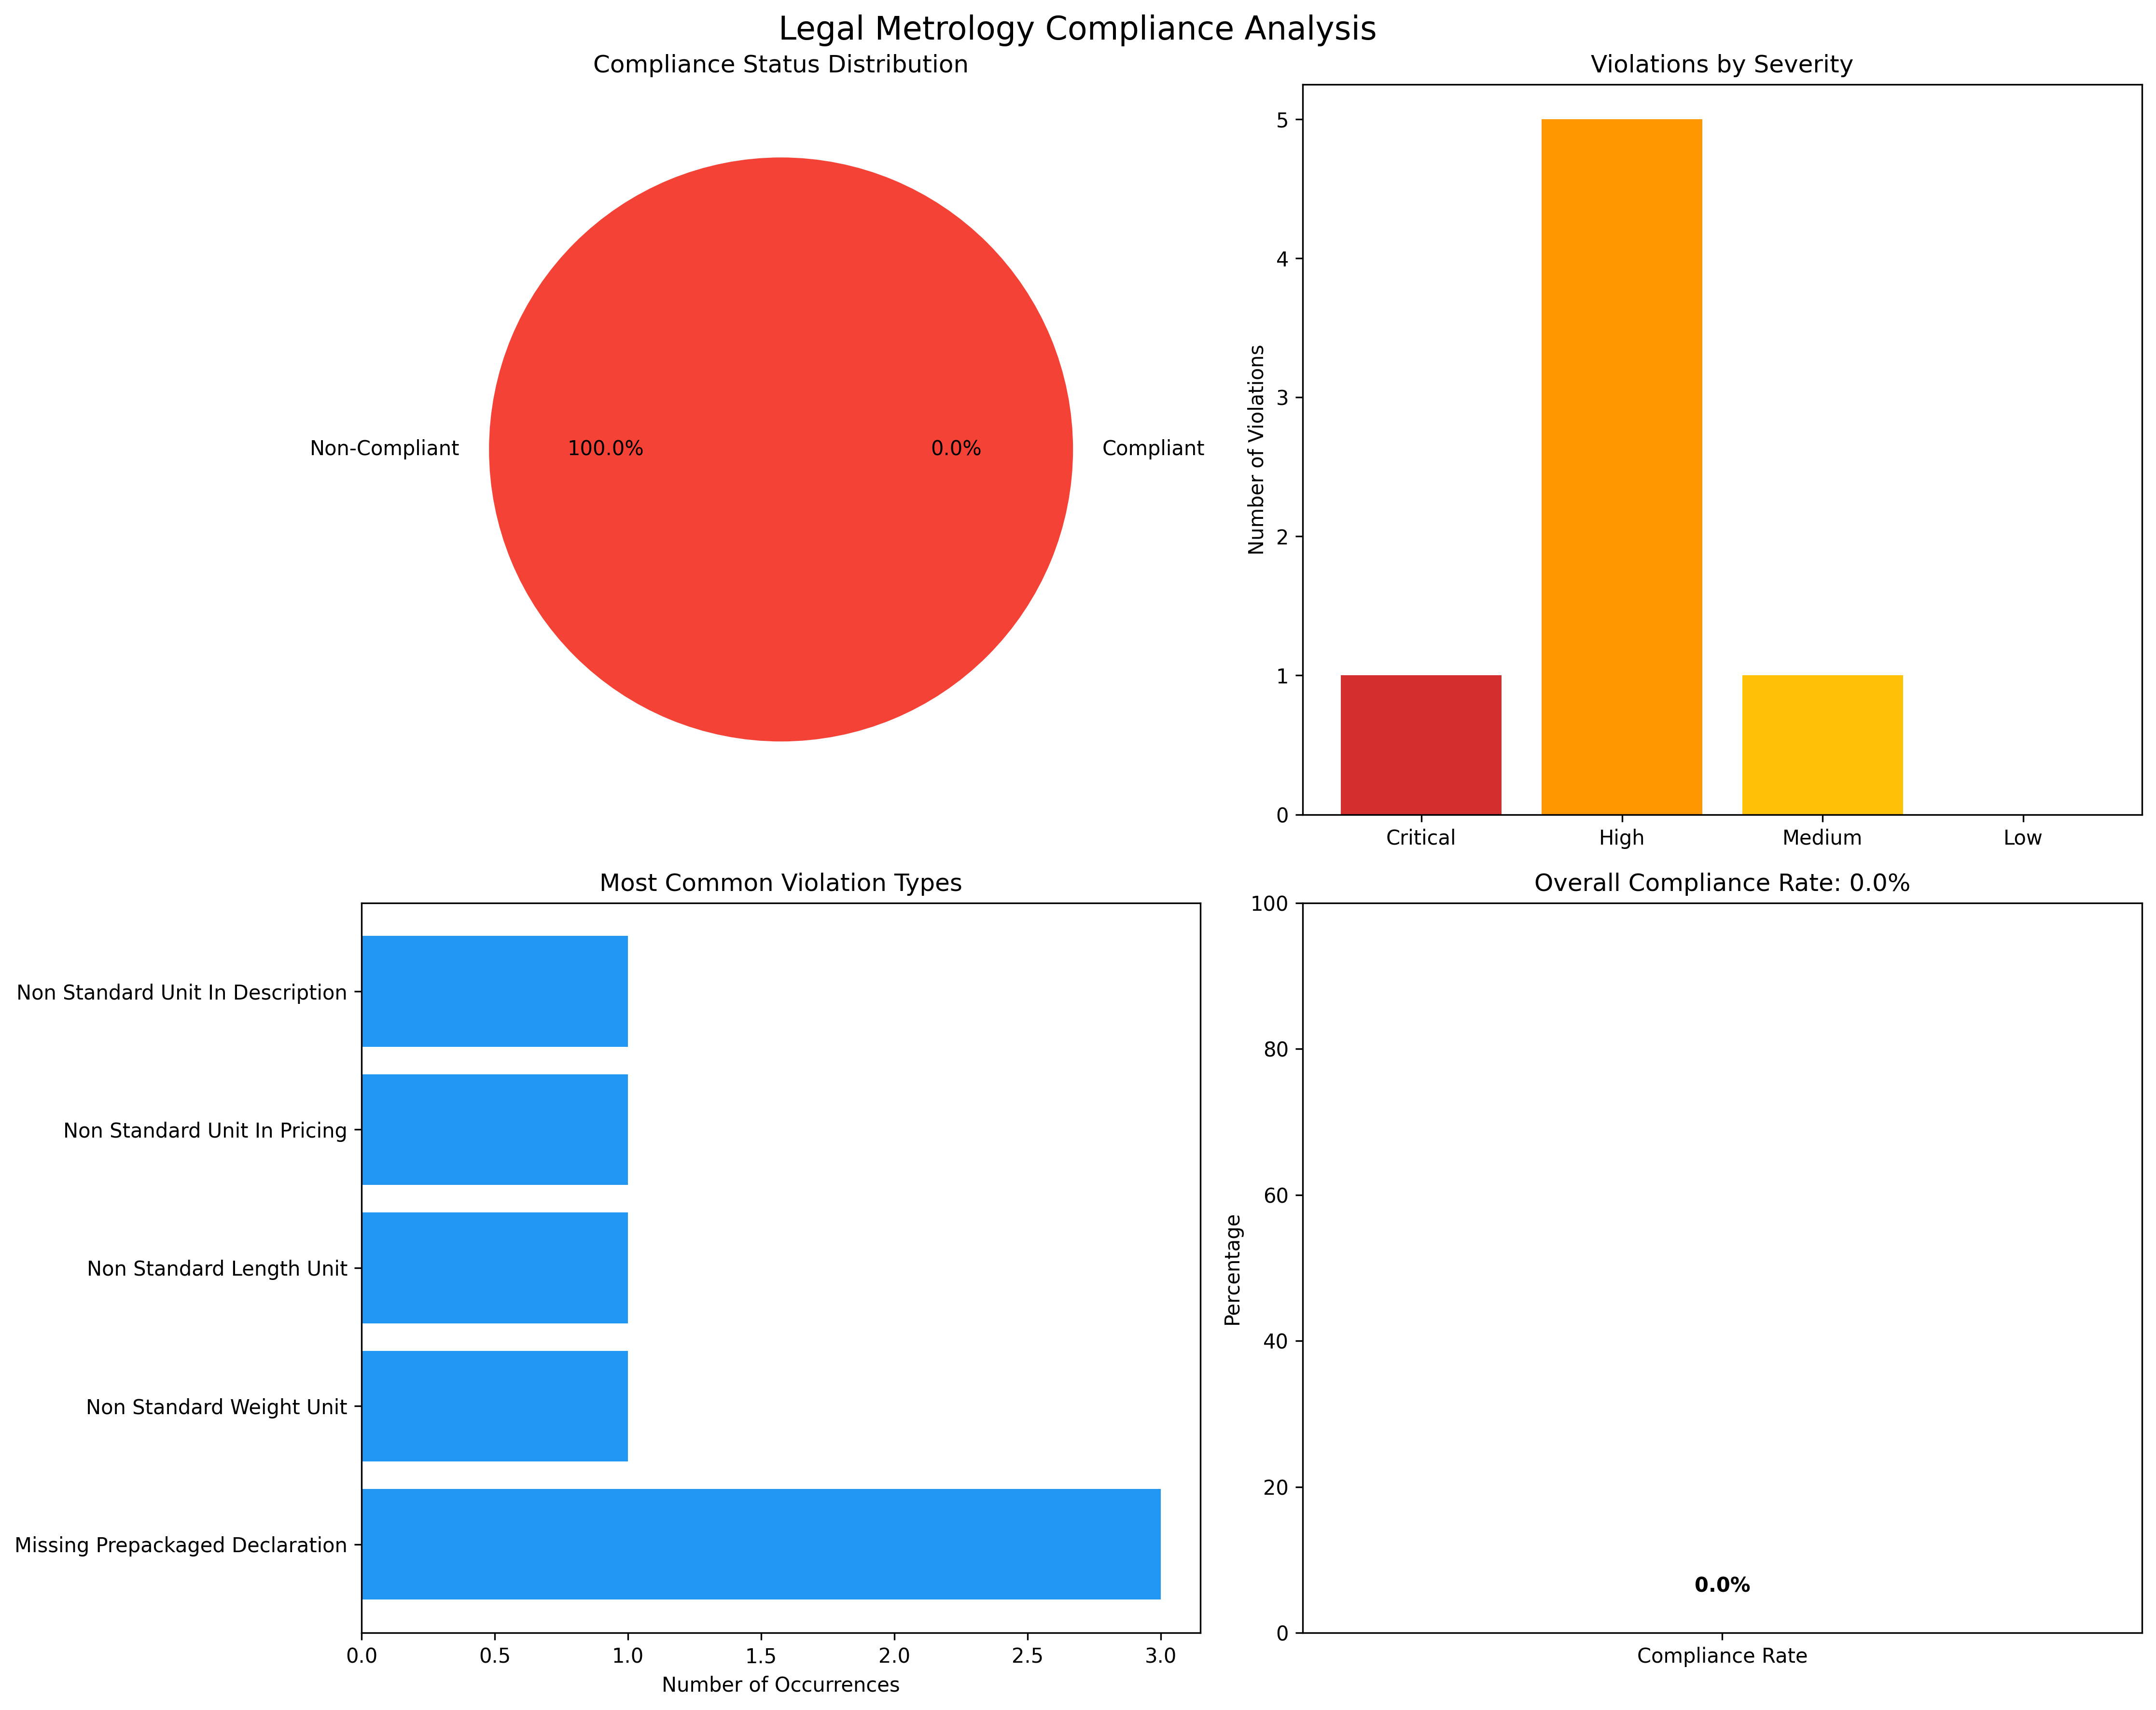 Legal Metrology Compliance Analysis
Compliance Status Distribution
Non-Compliant
100.0%
0.0%
Compliant
Violations by Severity
Number of Violations
5
4
3
2
1
0
Critical
High
Medium
Low
Most Common Violation Types
Non Standard Unit In Description
Non Standard Unit In Pricing
Non Standard Length Unit
Non Standard Weight Unit
Missing Prepackaged Declaration
0.0
0.5
1.0
1.5
2.0
2.5
3.0
Number of Occurrences
Overall Compliance Rate: 0.0%
Percentage
100
80
60
40
20
0
0.0%
Compliance Rate